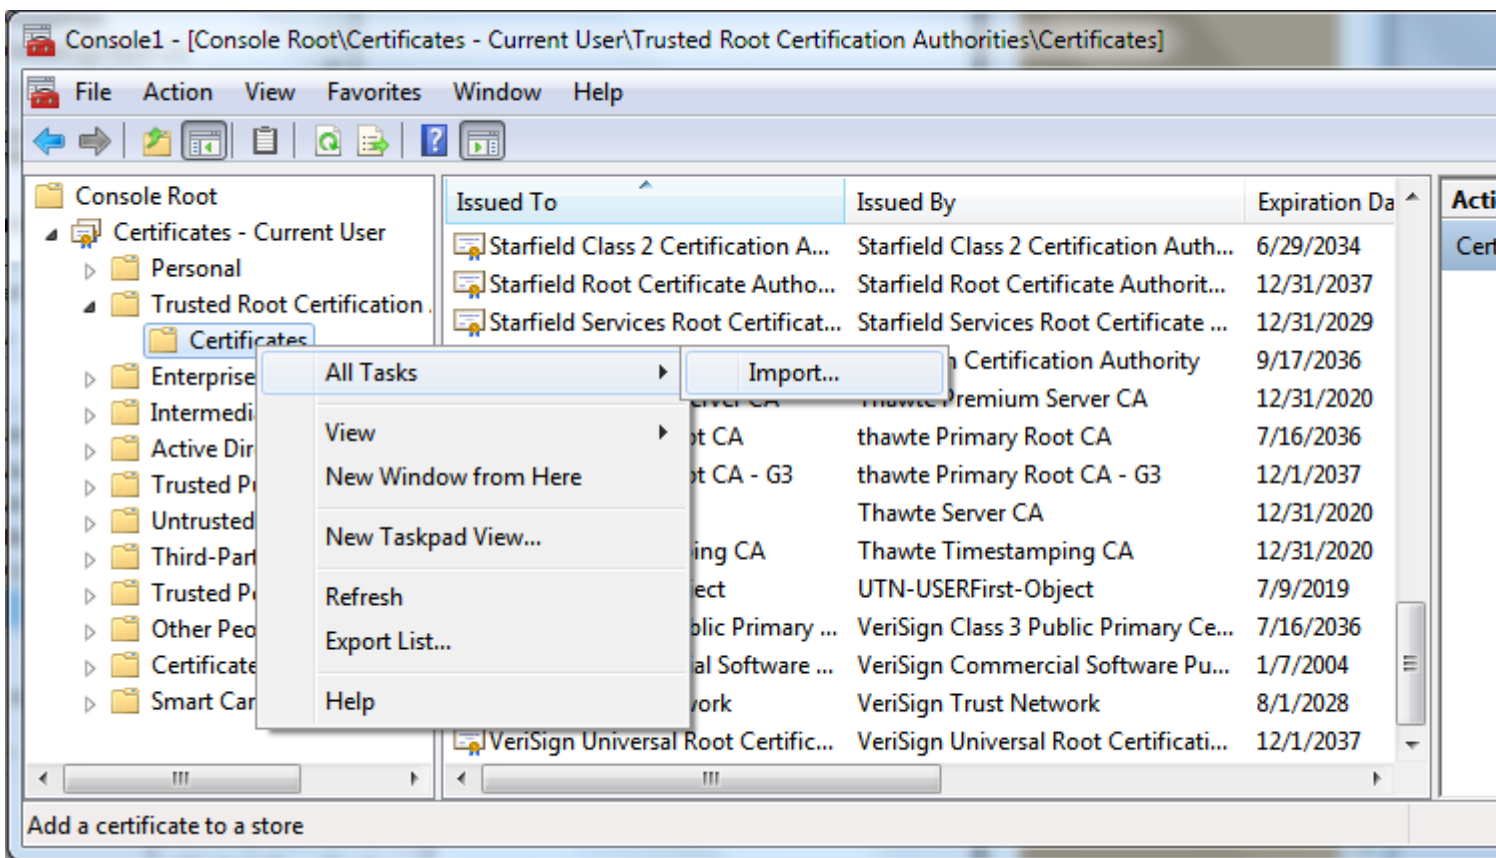 Console1 - [Console Root\Certificates - Current User\Trusted Root Certification Authorities\Certificates]
File Action View Favorites Window Help
Console Root
Certificates - Current User
Personal
Trusted Root Certification
Certificates
Enterprise
Intermedi
Active Dir
Trusted P
Untrusted
Third-Part
Trusted P
Other Peo
Certificate
Smart Car
All Tasks
View
New Window from Here
New Taskpad View...
Refresh
Export List...
Help
Import...
Issued To Issued By Expiration Da
Starfield Class 2 Certification A... Starfield Class 2 Certification Auth... 6/29/2034
Starfield Root Certificate Autho... Starfield Root Certificate Authorit... 12/31/2037
Starfield Services Root Certificat... Starfield Services Root Certificate ... 12/31/2029
Certification Authority 9/17/2036
CA Thawte Premium Server CA 12/31/2020
ot CA thawte Primary Root CA 7/16/2036
ot CA - G3 thawte Primary Root CA - G3 12/1/2037
Thawte Server CA 12/31/2020
ing CA Thawte Timestamping CA 12/31/2020
ect UTN-USERFirst-Object 7/9/2019
blic Primary ... VeriSign Class 3 Public Primary Ce... 7/16/2036
al Software ... VeriSign Commercial Software Pu... 1/7/2004
work VeriSign Trust Network 8/1/2028
VeriSign Universal Root Certific... VeriSign Universal Root Certificati... 12/1/2037
Acti
Cert
Add a certificate to a store